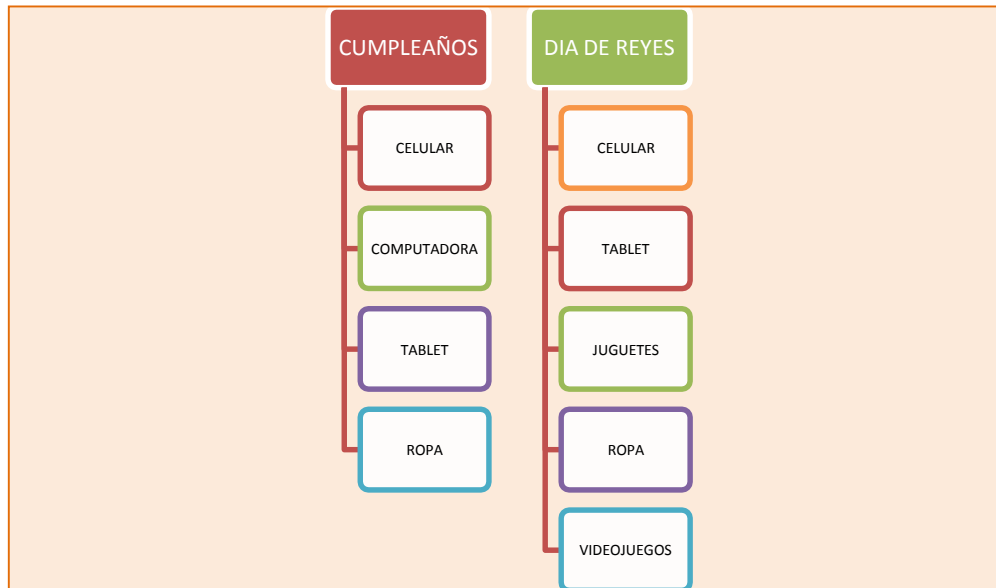 CUMPLEAÑOS
CELULAR
COMPUTADORA
TABLET
ROPA
DIA DE REYES
CELULAR
TABLET
JUGUETES
ROPA
VIDEOJUEGOS